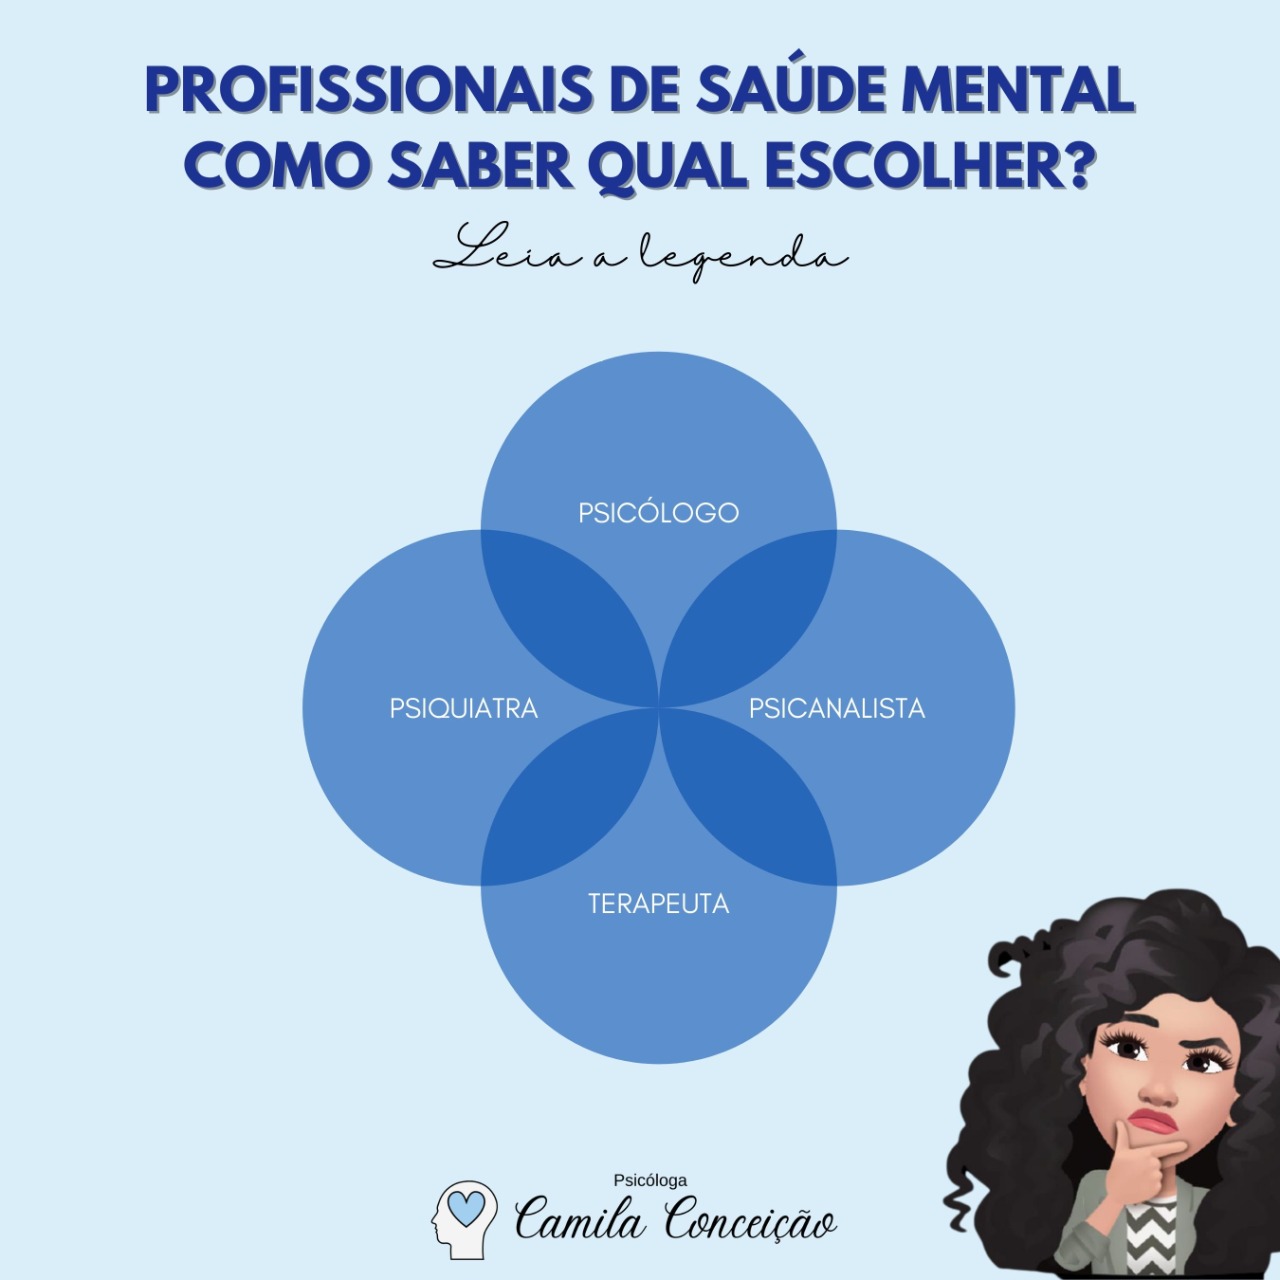 PROFISSIONAIS DE SAÚDE MENTAL
COMO SABER QUAL ESCOLHER?
Leia a legenda
PSICÓLOGO
PSIQUIATRA
PSICANALISTA
TERAPEUTA
Psicóloga
Camila Conceição